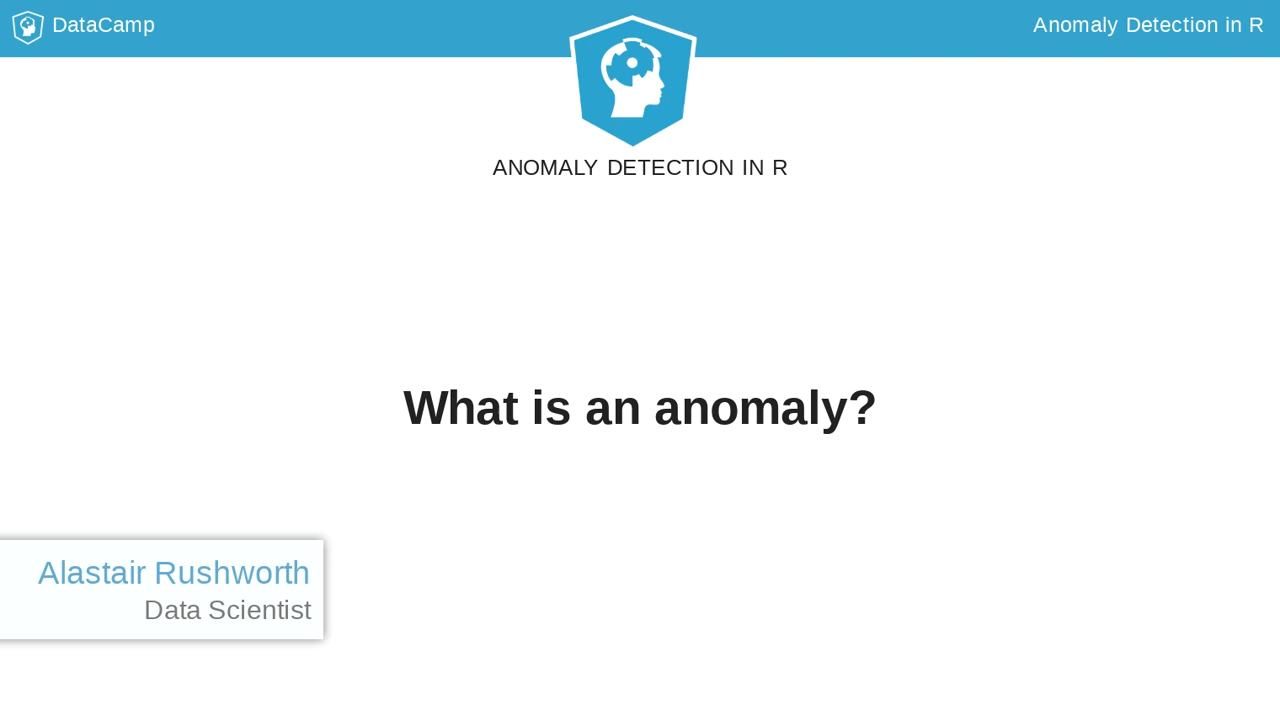 DataCamp
Anomaly Detection in R
ANOMALY DETECTION IN R
What is an anomaly?
Alastair Rushworth
Data Scientist